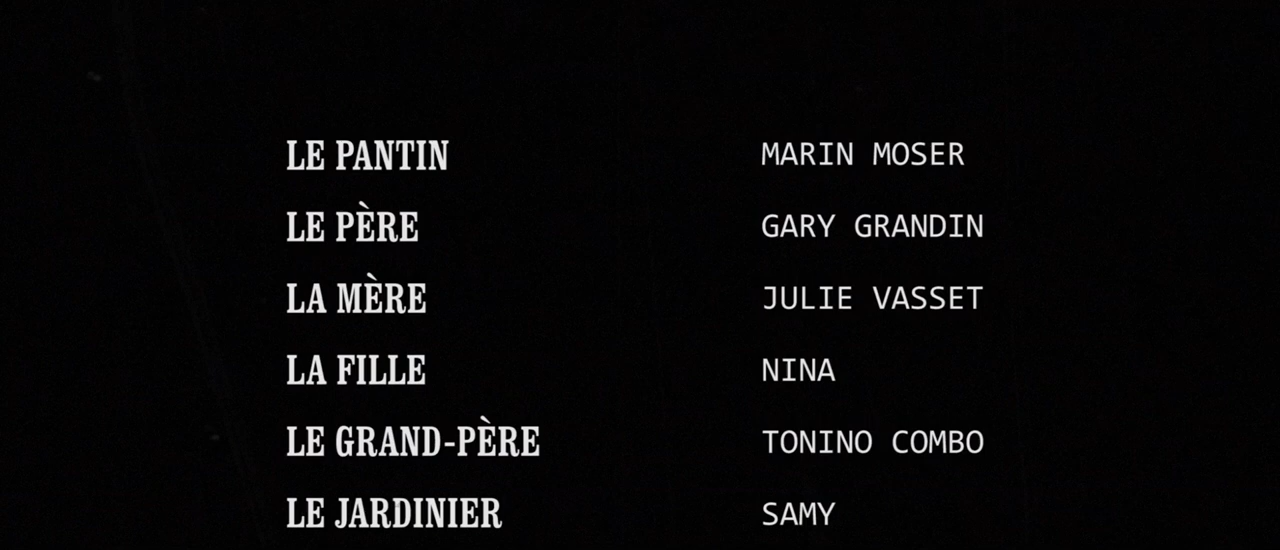 LE PANTIN MARIN MOSER
LE PÈRE GARY GRANDIN
LA MÈRE JULIE VASSET
LA FILLE NINA
LE GRAND-PÈRE TONINO COMBO
LE JARDINIER SAMY